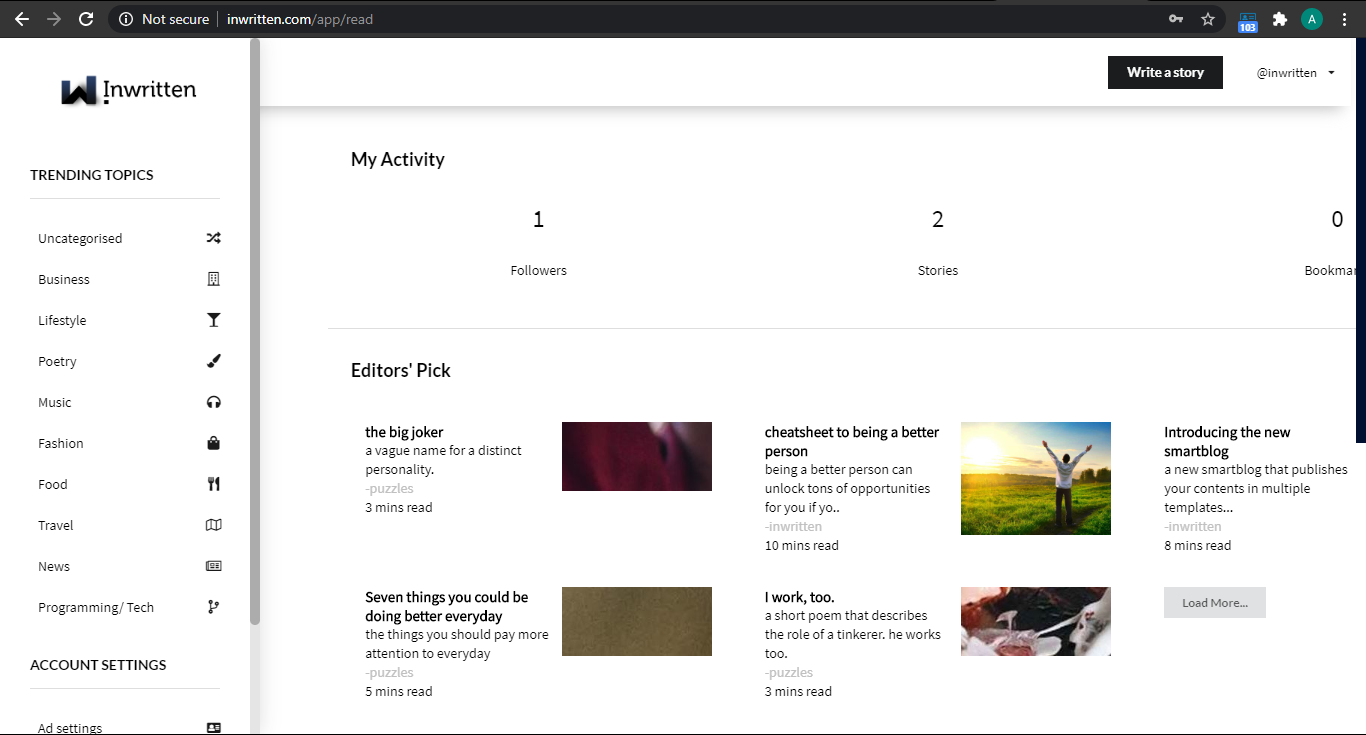 Not secure inwritten.com/app/read
A
103
Inwritten
Write a story
@inwritten
TRENDING TOPICS
Uncategorised
Business
Lifestyle
Poetry
Music
Fashion
Food
Travel
News
Programming/ Tech
ACCOUNT SETTINGS
Ad settings
My Activity
1
Followers
2
Stories
0
Bookmar
Editors' Pick
the big joker
a vague name for a distinct
personality.
-puzzles
3 mins read
cheatsheet to being a better
person
being a better person can
unlock tons of opportunities
for you if yo..
-inwritten
10 mins read
Introducing the new
smartblog
a new smartblog that publishes
your contents in multiple
templates...
-inwritten
8 mins read
Seven things you could be
doing better everyday
the things you should pay more
attention to everyday
-puzzles
5 mins read
I work, too.
a short poem that describes
the role of a tinkerer. he works
too.
-puzzles
3 mins read
Load More...